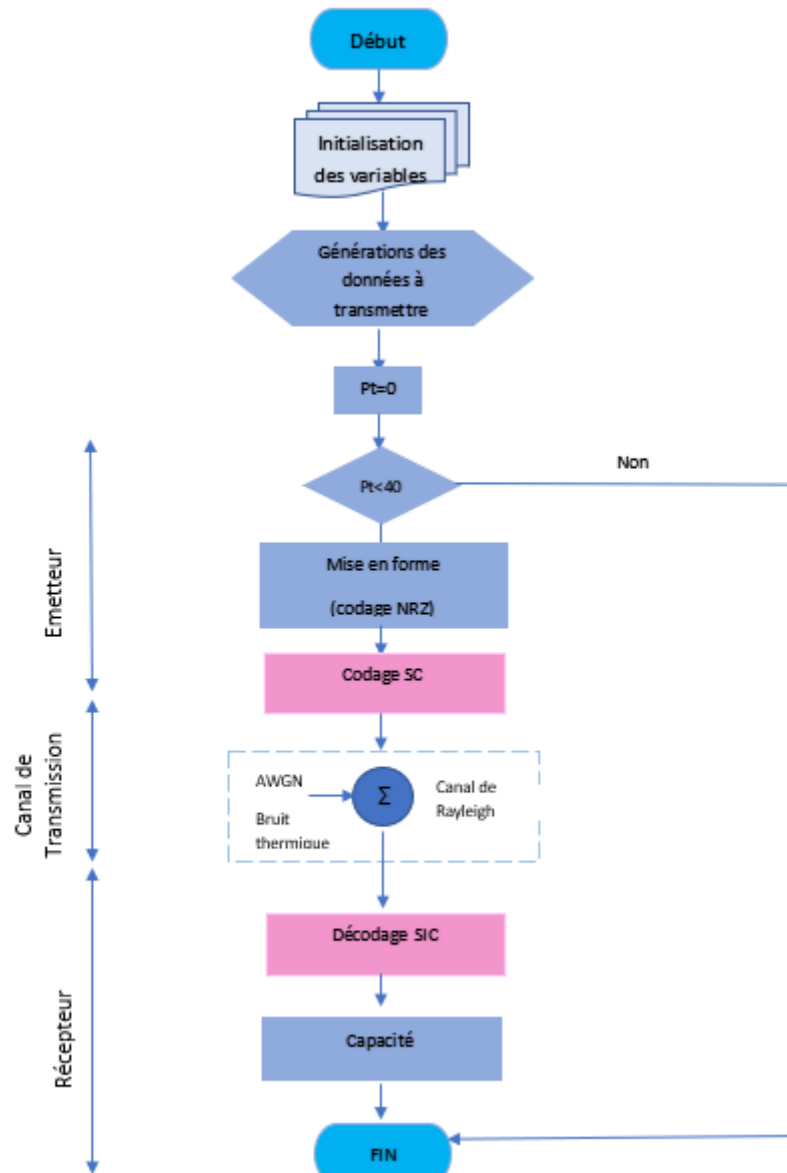 Début
Initialisation
des variables
Générations des
données à
transmettre
Pt=0
Pt<40
Non
Mise en forme
(codage NRZ)
Emetteur
Codage SC
Canal de
Transmission
AWGN
Bruit
thermique
Σ
Canal de
Rayleigh
Décodage SIC
Récepteur
Capacité
FIN